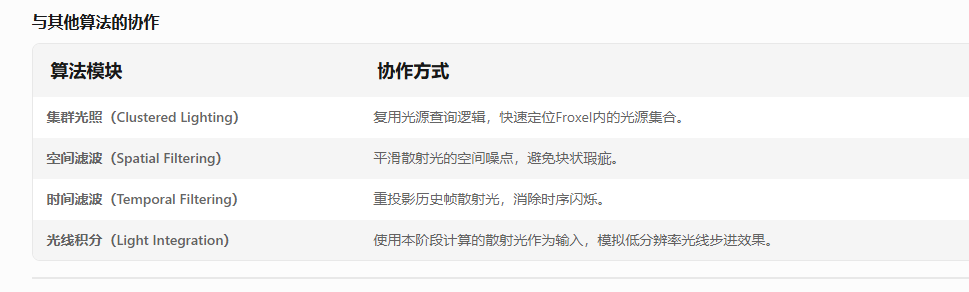 与其他算法的协作
算法模块 协作方式
集群光照（Clustered Lighting） 复用光源查询逻辑，快速定位Froxel内的光源集合。
空间滤波（Spatial Filtering） 平滑散射光的空间噪点，避免块状瑕疵。
时间滤波（Temporal Filtering） 重投影历史帧散射光，消除时序闪烁。
光线积分（Light Integration） 使用本阶段计算的散射光作为输入，模拟低分辨率光线步进效果。